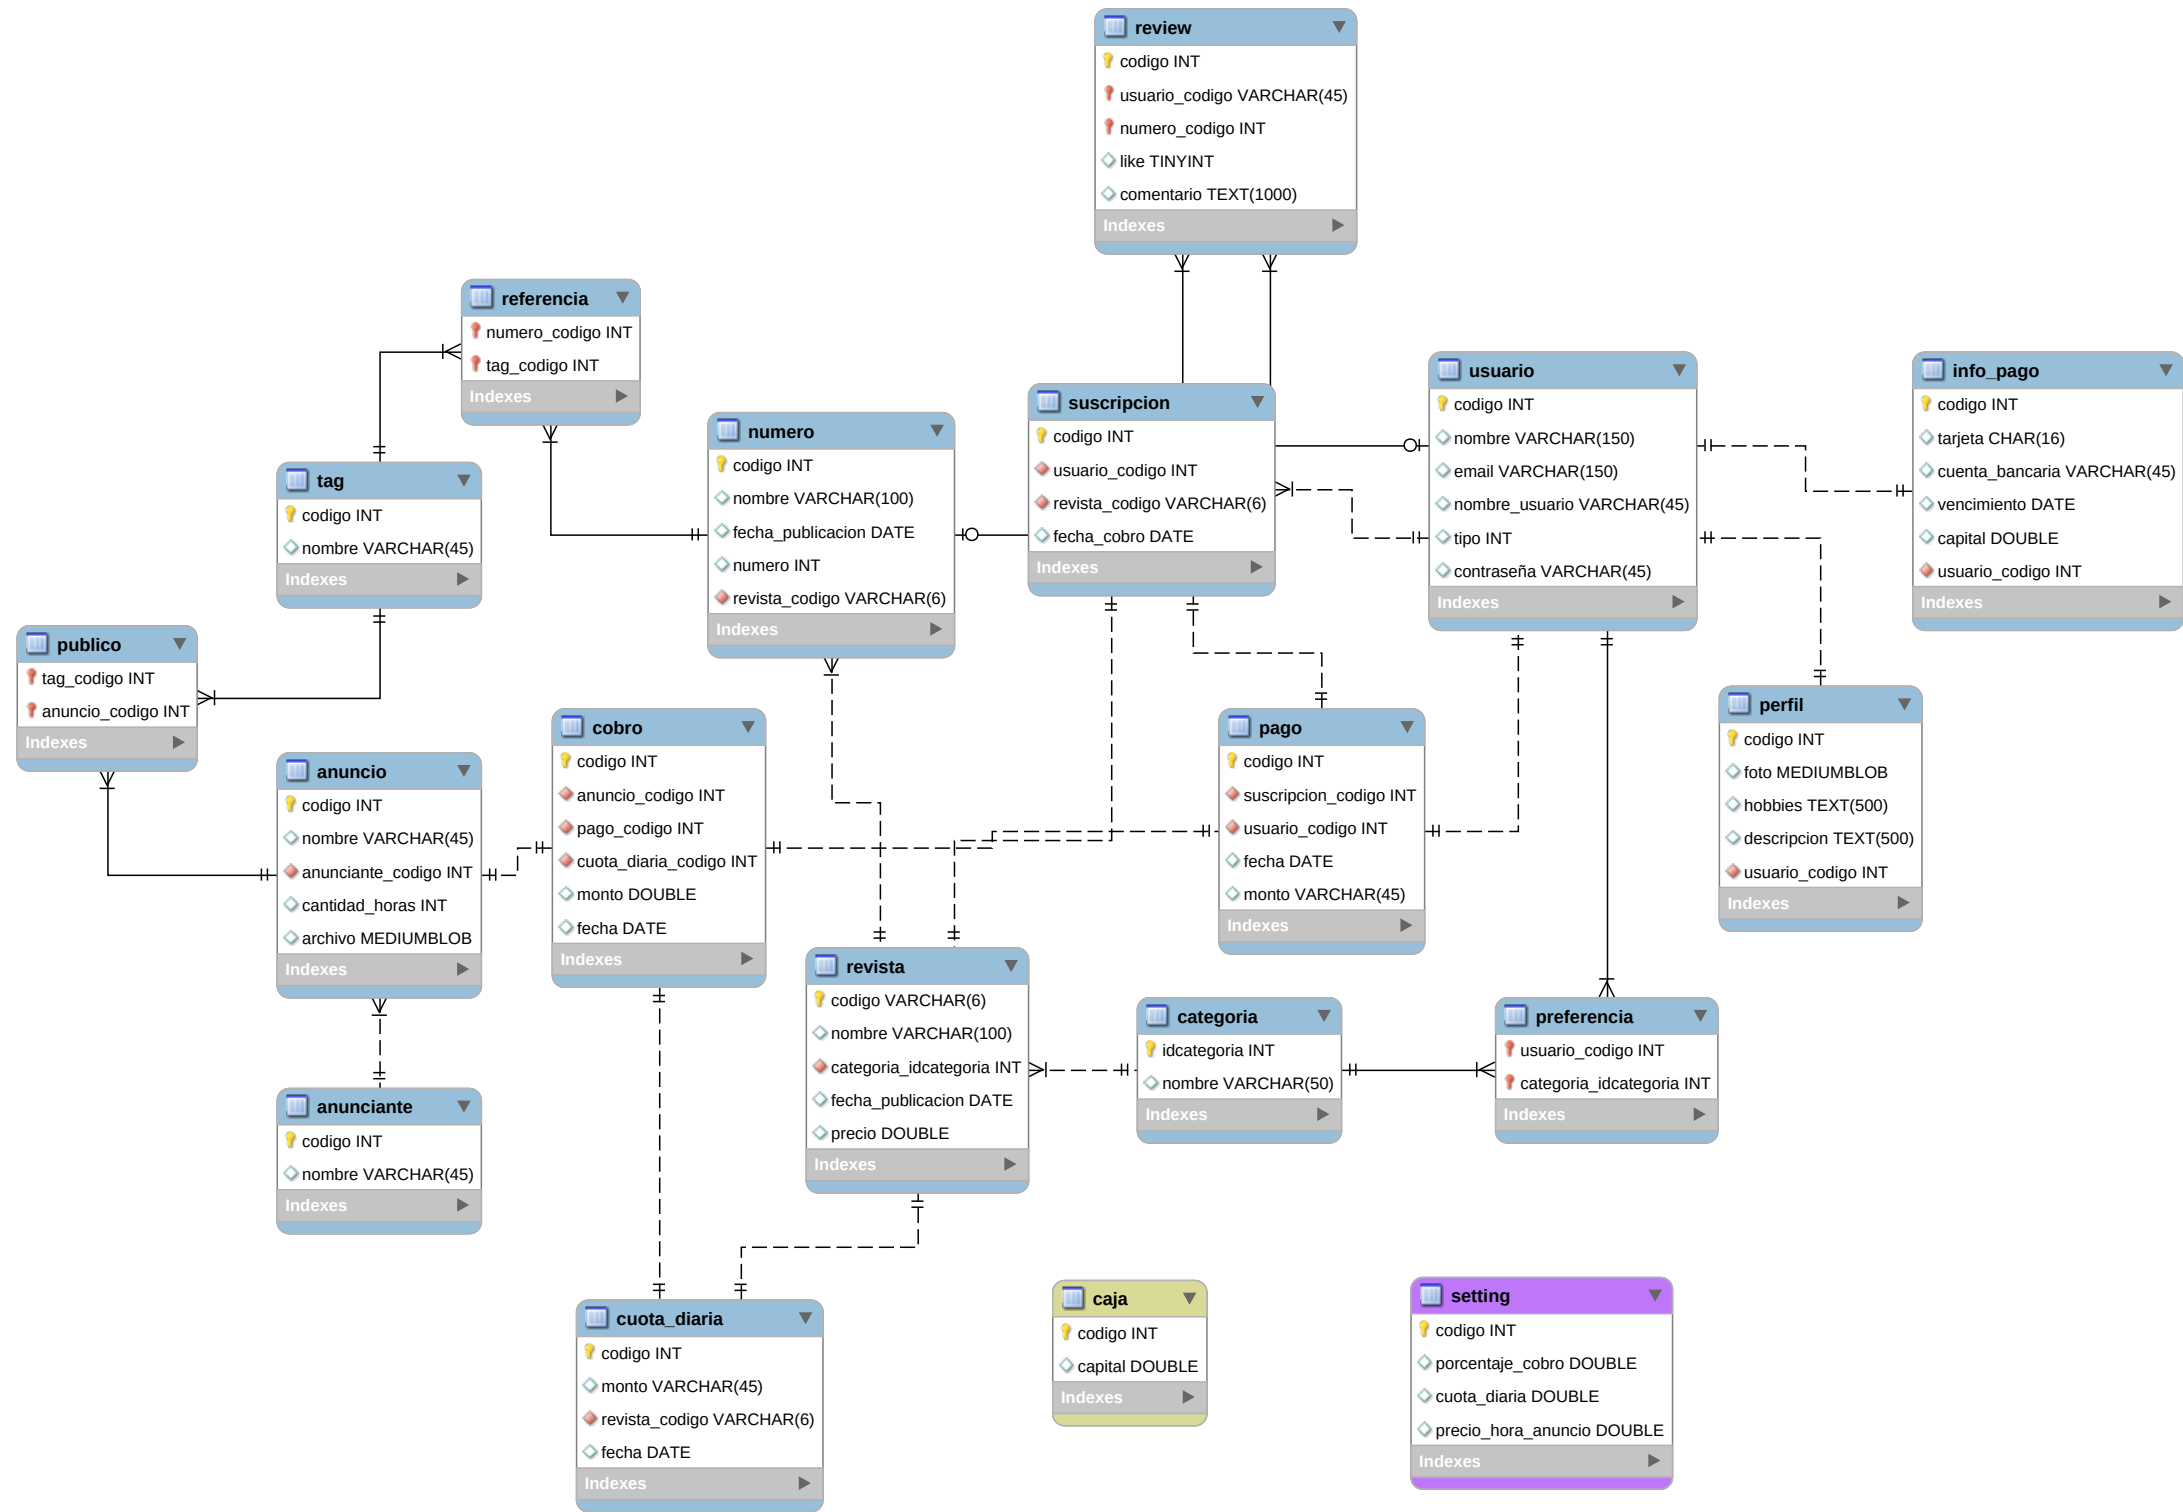 review
codigo INT
usuario_codigo VARCHAR(45)
numero_codigo INT
like TINYINT
comentario TEXT(1000)
Indexes
referencia
numero_codigo INT
tag_codigo INT
Indexes
usuario
codigo INT
nombre VARCHAR(150)
email VARCHAR(150)
nombre_usuario VARCHAR(45)
tipo INT
contraseña VARCHAR(45)
Indexes
info_pago
codigo INT
tarjeta CHAR(16)
cuenta_bancaria VARCHAR(45)
vencimiento DATE
capital DOUBLE
usuario_codigo INT
Indexes
suscripcion
codigo INT
usuario_codigo INT
revista_codigo VARCHAR(6)
fecha_cobro DATE
Indexes
numero
codigo INT
nombre VARCHAR(100)
fecha_publicacion DATE
numero INT
revista_codigo VARCHAR(6)
Indexes
tag
codigo INT
nombre VARCHAR(45)
Indexes
publico
tag_codigo INT
anuncio_codigo INT
Indexes
perfil
codigo INT
foto MEDIUMBLOB
hobbies TEXT(500)
descripcion TEXT(500)
usuario_codigo INT
Indexes
cobro
codigo INT
anuncio_codigo INT
pago_codigo INT
cuota_diaria_codigo INT
monto DOUBLE
fecha DATE
Indexes
pago
codigo INT
suscripcion_codigo INT
usuario_codigo INT
fecha DATE
monto VARCHAR(45)
Indexes
anuncio
codigo INT
nombre VARCHAR(45)
anunciante_codigo INT
cantidad_horas INT
archivo MEDIUMBLOB
Indexes
revista
codigo VARCHAR(6)
nombre VARCHAR(100)
categoria_idcategoria INT
fecha_publicacion DATE
precio DOUBLE
Indexes
categoria
idcategoria INT
nombre VARCHAR(50)
Indexes
preferencia
usuario_codigo INT
categoria_idcategoria INT
Indexes
anunciante
codigo INT
nombre VARCHAR(45)
Indexes
cuota_diaria
codigo INT
monto VARCHAR(45)
revista_codigo VARCHAR(6)
fecha DATE
Indexes
caja
codigo INT
capital DOUBLE
Indexes
setting
codigo INT
porcentaje_cobro DOUBLE
cuota_diaria DOUBLE
precio_hora_anuncio DOUBLE
Indexes